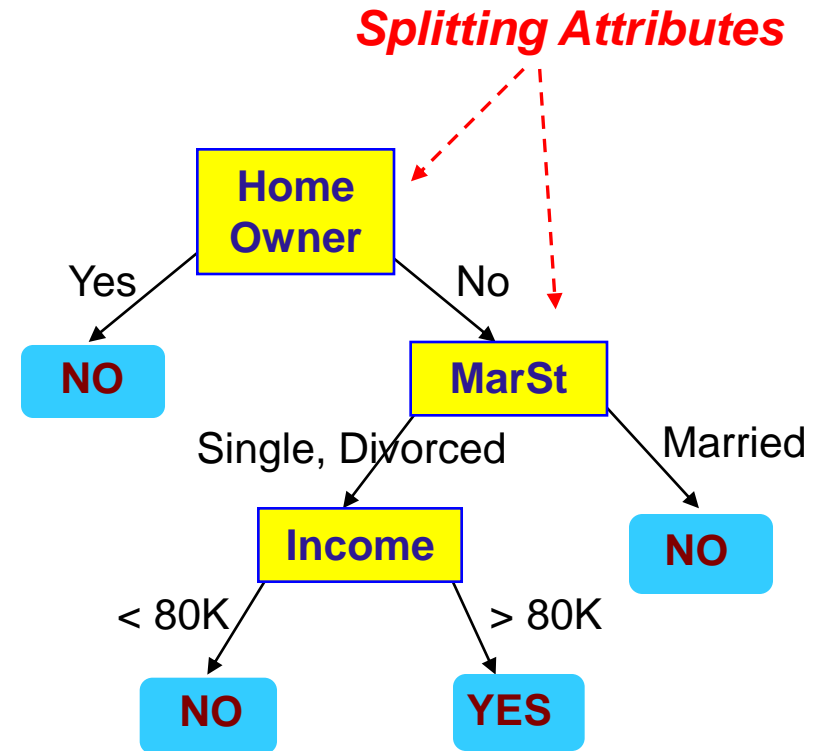 Splitting Attributes
Home
Owner
Yes
No
NO
MarSt
Single, Divorced
Married
Income
NO
< 80K
> 80K
NO
YES